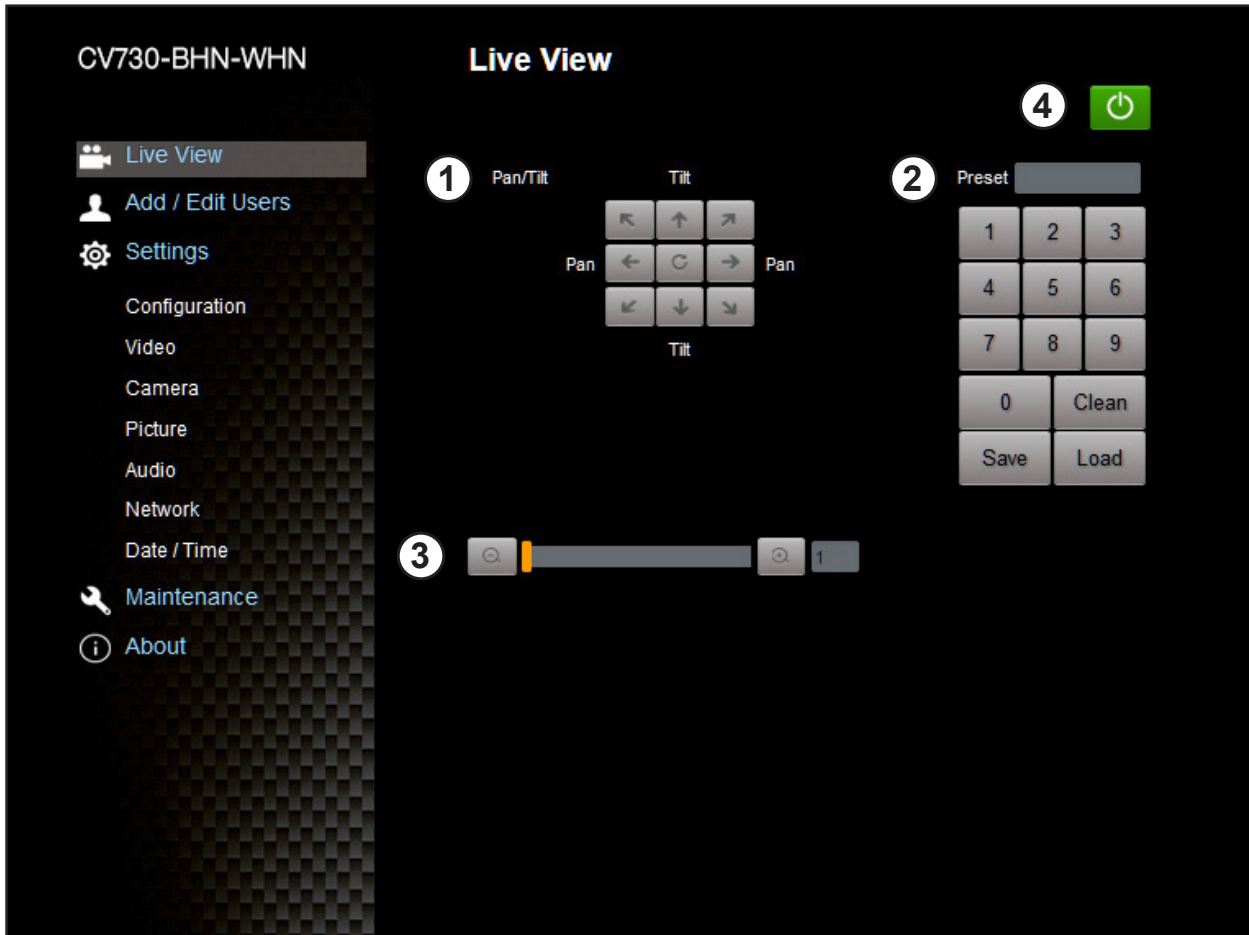 CV730-BHN-WHN
Live View
Live View
Add / Edit Users
Settings
Configuration
Video
Camera
Picture
Audio
Network
Date / Time
Maintenance
About
4
1
Pan/Tilt
Tilt
Pan
Pan
Tilt
2
Preset
1 2 3
4 5 6
7 8 9
0 Clean
Save Load
3
1